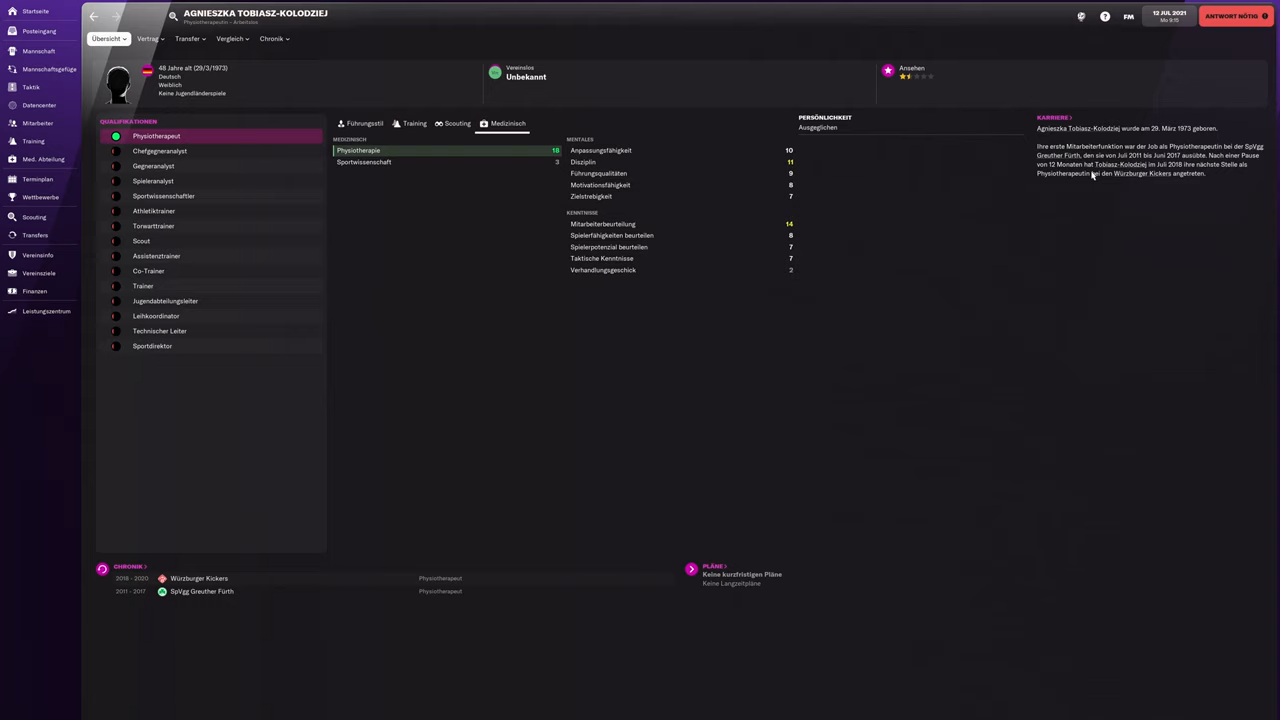 Startseite
Posteingang
Mannschaft
Mannschaftsgefüge
Taktik
Datencenter
Mitarbeiter
Training
Med. Abteilung
Terminplan
Wettbewerbe
Scouting
Transfers
Vereinsinfo
Vereinsziele
Finanzen
Leistungszentrum
AGNIESZKA TOBIASZ-KOLODZIEJ
Physiotherapeutin - Arbeitslos
FM
12 JUL 2021
Mo 9:15
ANTWORT NÖTIG
Übersicht
Vertrag
Transfer
Vergleich
Chronik
48 Jahre alt (29/3/1973)
Deutsch
Weiblich
Keine Jugendländerspiele
Vereinslos
Unbekannt
Ansehen
QUALIFIKATIONEN
Physiotherapeut
Chefgegneranalyst
Gegneranalyst
Spieleranalyst
Sportwissenschaftler
Athletiktrainer
Torwarttrainer
Scout
Assistenztrainer
Co-Trainer
Trainer
Jugendabteilungsleiter
Leihkoordinator
Technischer Leiter
Sportdirektor
Führungsstil
Training
Scouting
Medizinisch
MEDIZINISCH
Physiotherapie 18
Sportwissenschaft 3
MENTALES
Anpassungsfähigkeit 10
Disziplin 11
Führungsqualitäten 9
Motivationsfähigkeit 8
Zielstrebigkeit 7
KENNTNISSE
Mitarbeiterbeurteilung 14
Spielerfähigkeiten beurteilen 8
Spielerpotenzial beurteilen 7
Taktische Kenntnisse 7
Verhandlungsgeschick 2
PERSÖNLICHKEIT
Ausgeglichen
KARRIERE >
Agnieszka Tobiasz-Kolodziej wurde am 29. März 1973 geboren.
Ihre erste Mitarbeiterfunktion war der Job als Physiotherapeutin bei der SpVgg
Greuther Fürth, den sie von Juli 2011 bis Juni 2017 ausübte. Nach einer Pause
von 12 Monaten hat Tobiasz-Kolodziej im Juli 2018 ihre nächste Stelle als
Physiotherapeutin bei den Würzburger Kickers angetreten.
CHRONIK >
2018 - 2020 Würzburger Kickers Physiotherapeut
2011 - 2017 SpVgg Greuther Fürth Physiotherapeut
PLÄNE >
Keine kurzfristigen Pläne
Keine Langzeitpläne